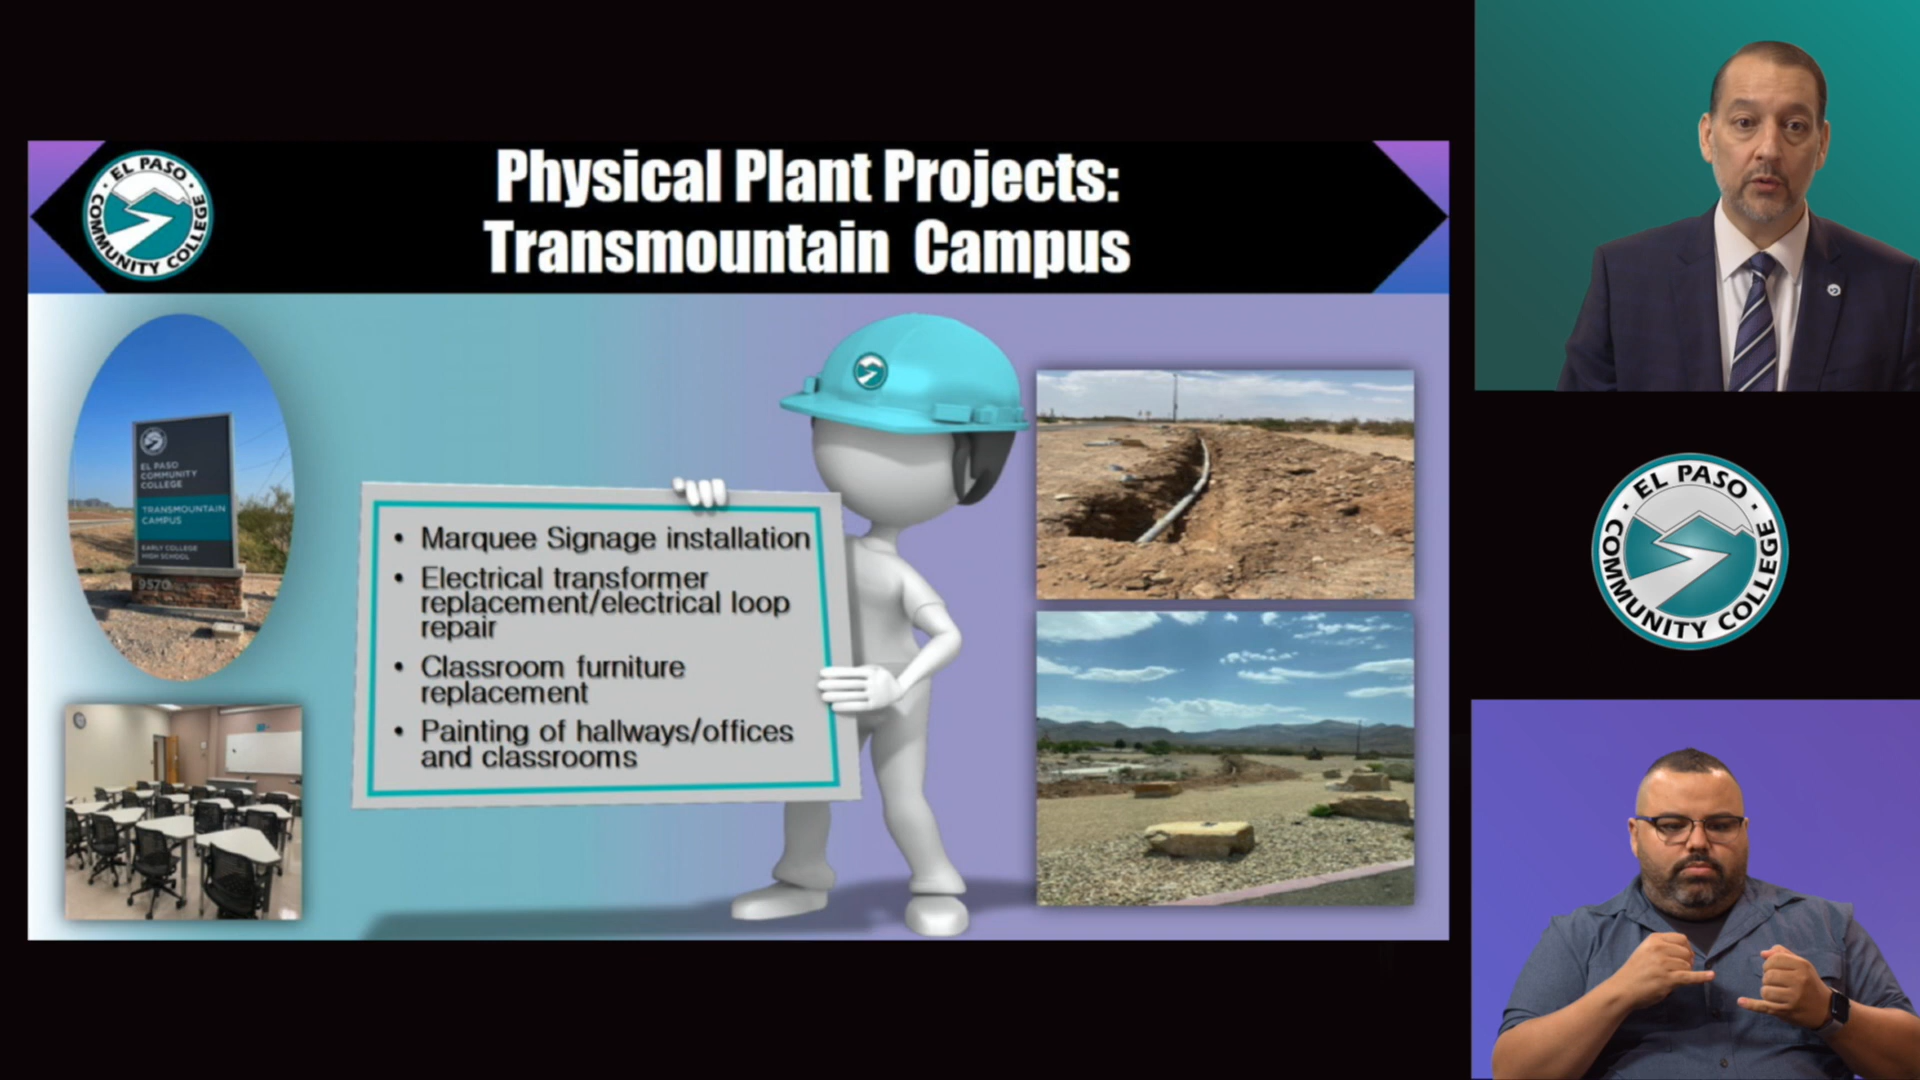 EL PASO
COMMUNITY COLLEGE
Physical Plant Projects:
Transmountain Campus
EL PASO
COMMUNITY
COLLEGE
TRANSMOUNTAIN
CAMPUS
EARLY COLLEGE
HIGH SCHOOL
9570
• Marquee Signage installation
• Electrical transformer
replacement/electrical loop
repair
• Classroom furniture
replacement
• Painting of hallways/offices
and classrooms
EL PASO
COMMUNITY COLLEGE